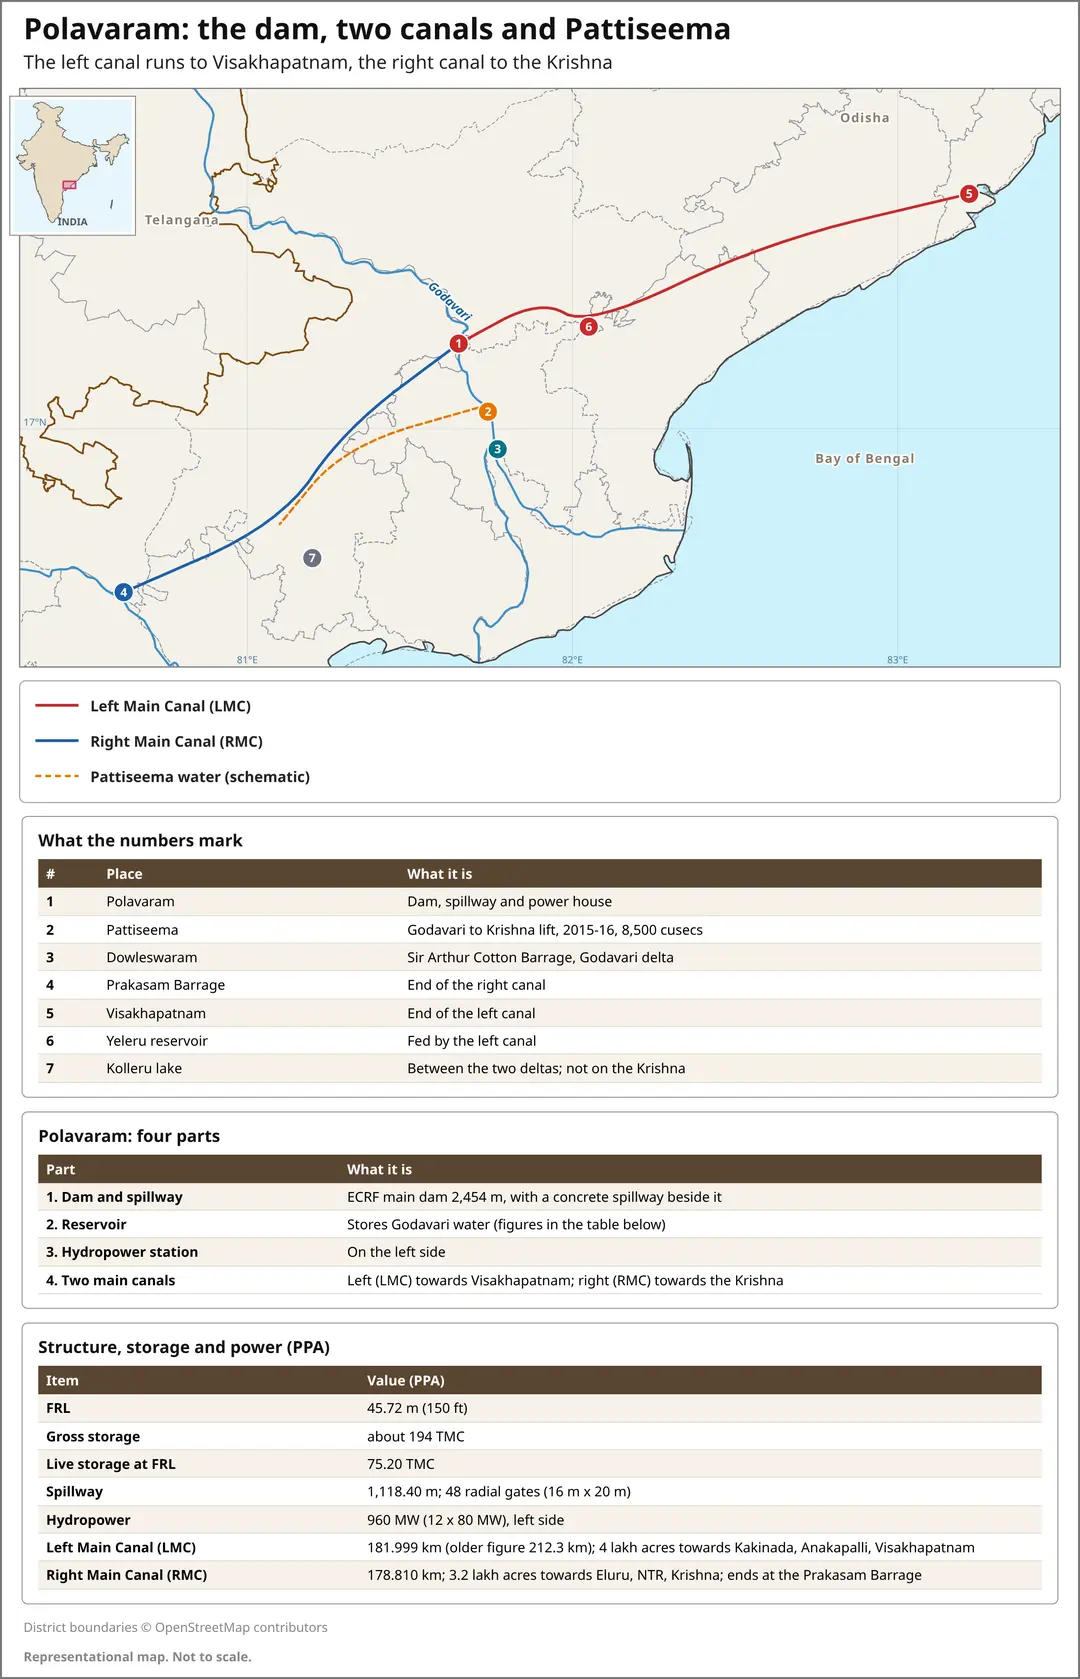 Polavaram: the dam, two canals and Pattiseema
The left canal runs to Visakhapatnam, the right canal to the Krishna
INDIA
Telangana
Odisha
Godavari
Bay of Bengal
17°N
81°E
82°E
83°E
1
2
3
4
5
6
7
Left Main Canal (LMC)
Right Main Canal (RMC)
Pattiseema water (schematic)
What the numbers mark
# Place What it is
1 Polavaram Dam, spillway and power house
2 Pattiseema Godavari to Krishna lift, 2015-16, 8,500 cusecs
3 Dowleswaram Sir Arthur Cotton Barrage, Godavari delta
4 Prakasam Barrage End of the right canal
5 Visakhapatnam End of the left canal
6 Yeleru reservoir Fed by the left canal
7 Kolleru lake Between the two deltas; not on the Krishna
Polavaram: four parts
Part What it is
1. Dam and spillway ECRF main dam 2,454 m, with a concrete spillway beside it
2. Reservoir Stores Godavari water (figures in the table below)
3. Hydropower station On the left side
4. Two main canals Left (LMC) towards Visakhapatnam; right (RMC) towards the Krishna
Structure, storage and power (PPA)
Item Value (PPA)
FRL 45.72 m (150 ft)
Gross storage about 194 TMC
Live storage at FRL 75.20 TMC
Spillway 1,118.40 m; 48 radial gates (16 m x 20 m)
Hydropower 960 MW (12 x 80 MW), left side
Left Main Canal (LMC) 181.999 km (older figure 212.3 km); 4 lakh acres towards Kakinada, Anakapalli, Visakhapatnam
Right Main Canal (RMC) 178.810 km; 3.2 lakh acres towards Eluru, NTR, Krishna; ends at the Prakasam Barrage
District boundaries © OpenStreetMap contributors
Representational map. Not to scale.